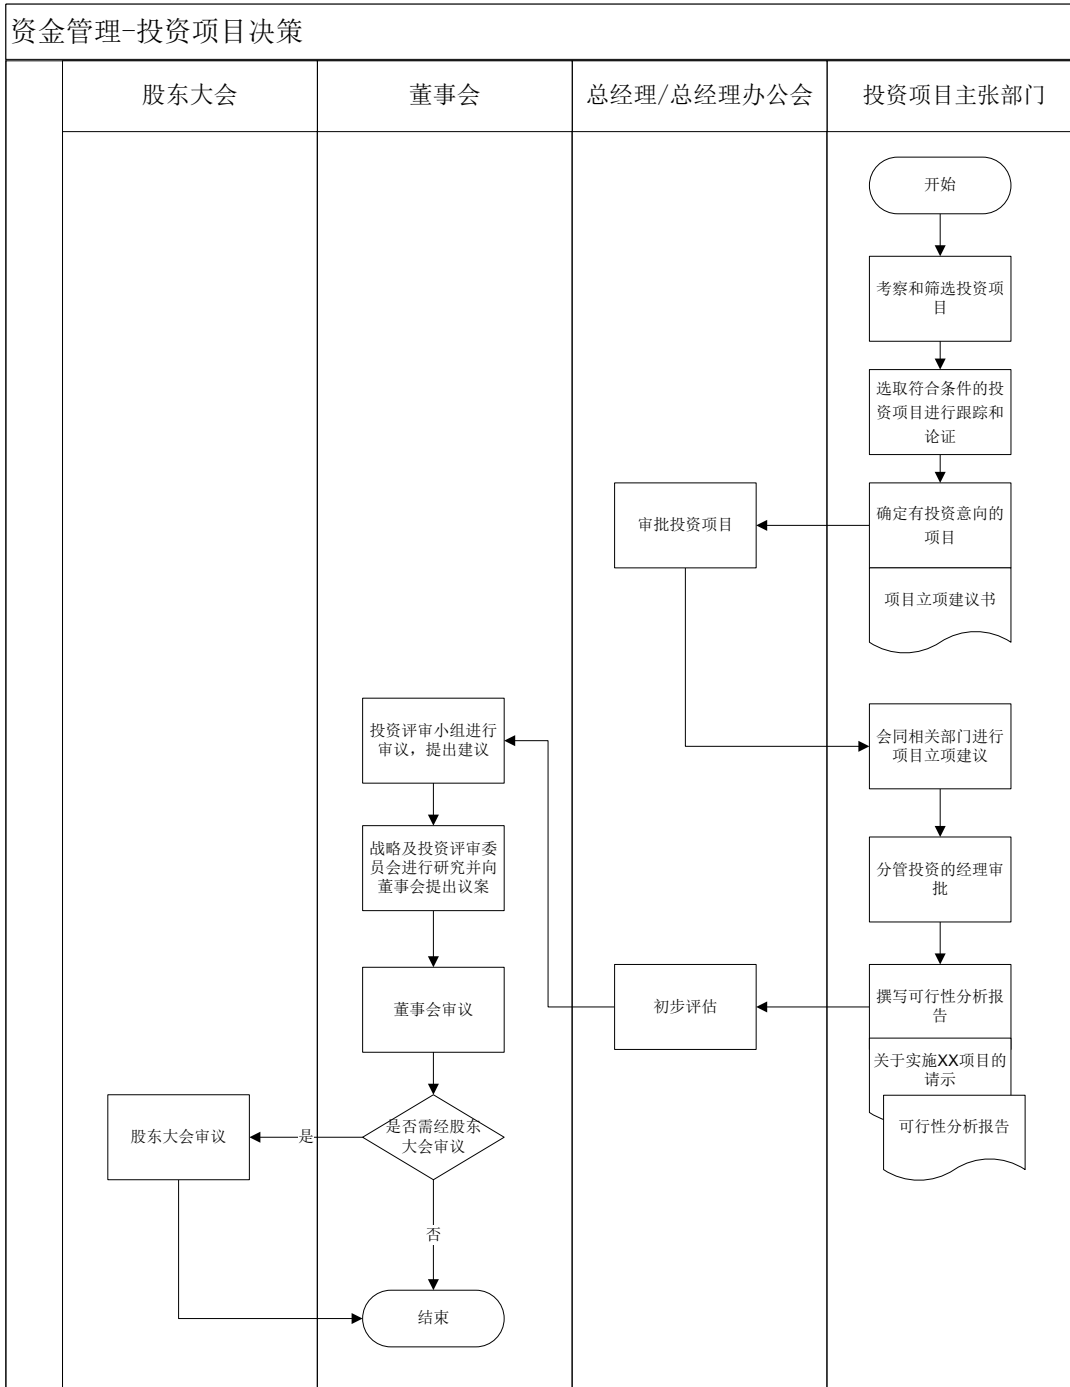 资金管理-投资项目决策
股东大会
董事会
总经理/总经理办公会
投资项目主张部门
开始
考察和筛选投资项
目
选取符合条件的投
资项目进行跟踪和
论证
审批投资项目
确定有投资意向的
项目
项目立项建议书
投资评审小组进行
审议，提出建议
会同相关部门进行
项目立项建议
战略及投资评审委
员会进行研究并向
董事会提出议案
分管投资的经理审
批
董事会审议
初步评估
撰写可行性分析报
告
关于实施XX项目的
请示
可行性分析报告
股东大会审议
是
是否需经股东
大会审议
否
结束